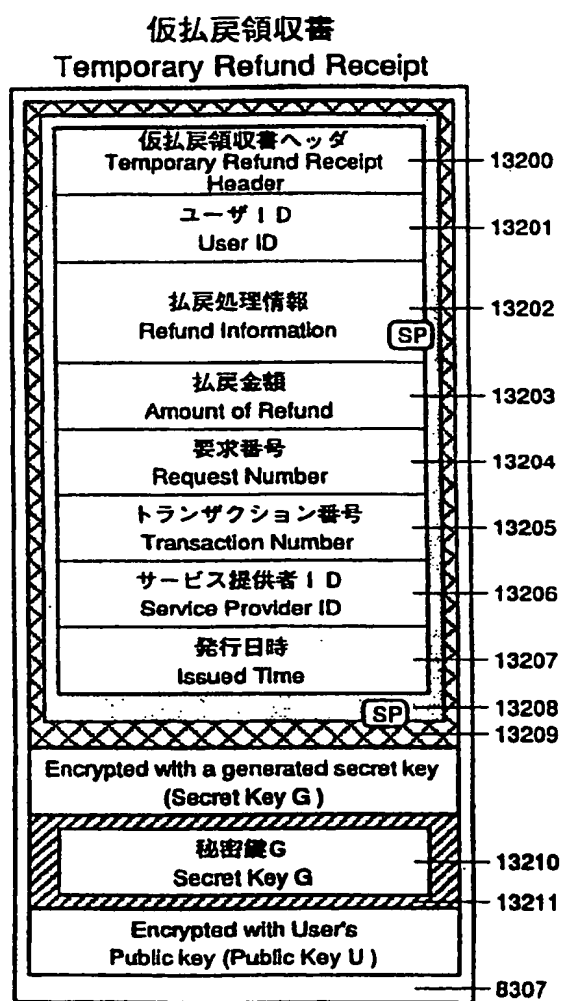 仮払戻領収書
Temporary Refund Receipt
仮払戻領収書ヘッダ
Temporary Refund Receipt
Header
13200
ユーザID
User ID
13201
払戻処理情報
Refund Information
SP
13202
払戻金額
Amount of Refund
13203
要求番号
Request Number
13204
トランザクション番号
Transaction Number
13205
サービス提供者ID
Service Provider ID
13206
発行日時
Issued Time
13207
SP
13208
13209
Encrypted with a generated secret key
(Secret Key G )
秘密鍵G
Secret Key G
13210
13211
Encrypted with User's
Public key (Public Key U )
8307